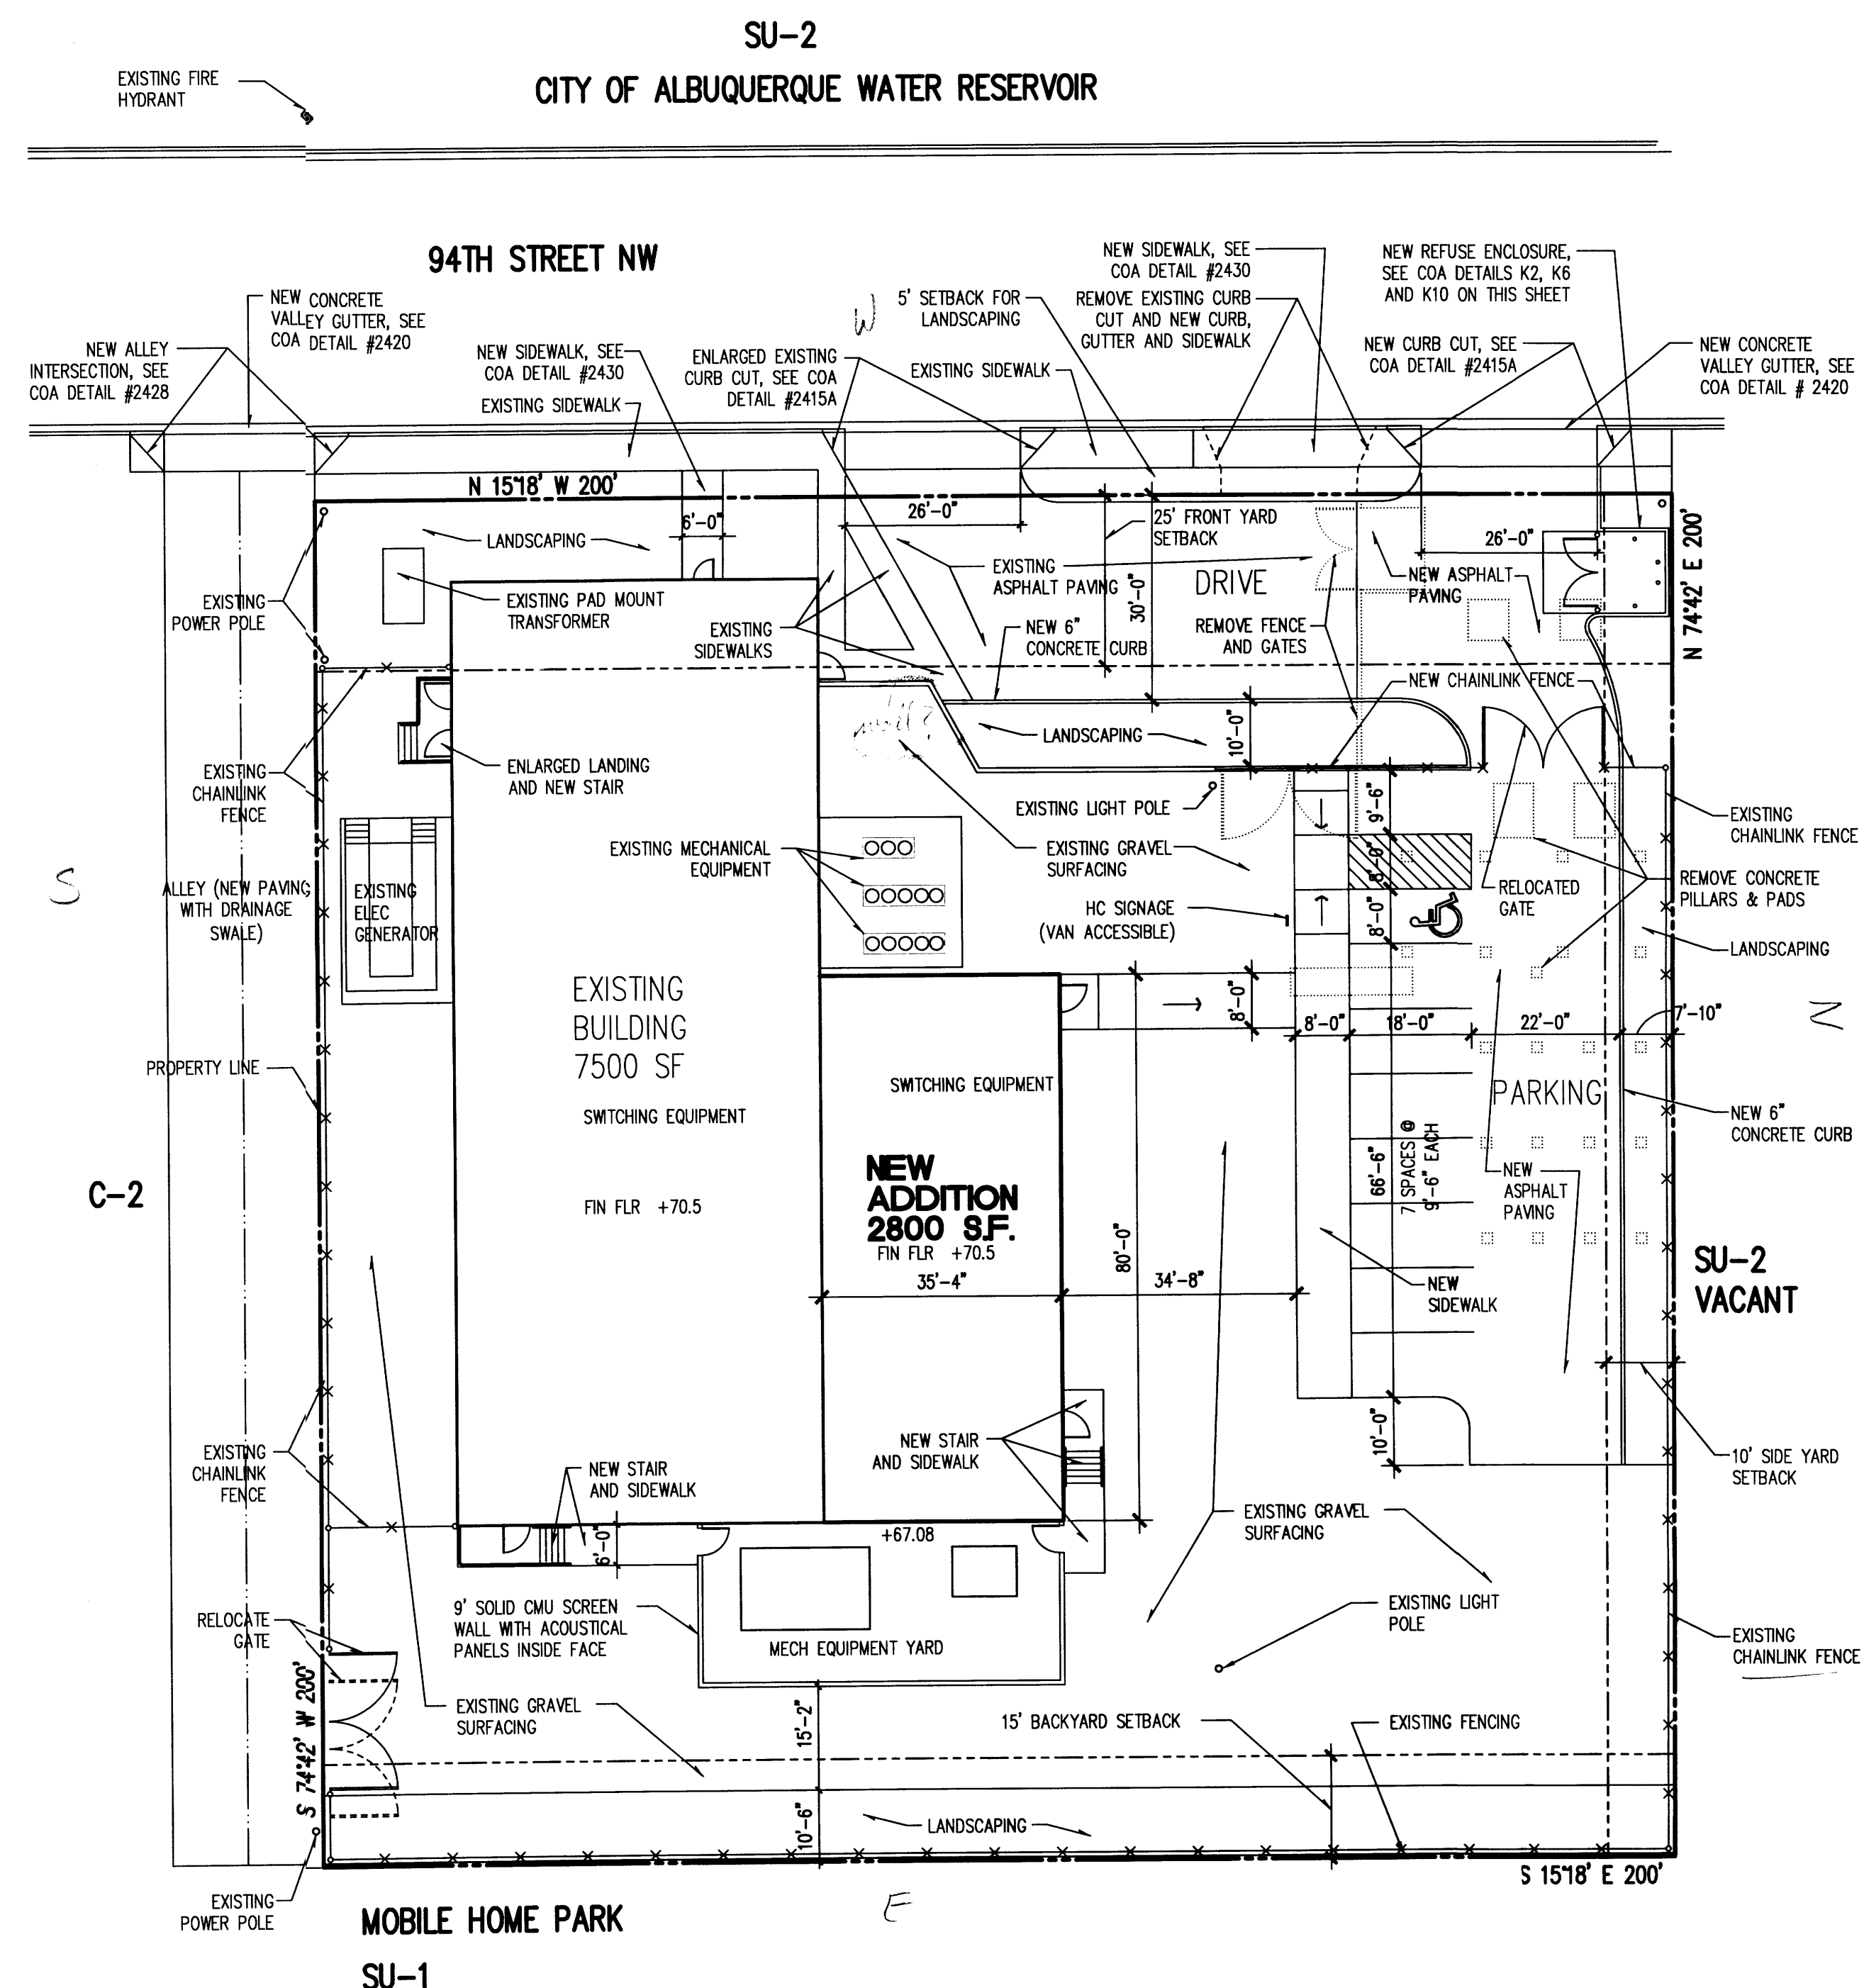 SU-2
CITY OF ALBUQUERQUE WATER RESERVOIR
EXISTING FIRE
HYDRANT
94TH STREET NW
NEW CONCRETE
VALLEY GUTTER, SEE
COA DETAIL #2420
NEW ALLEY
INTERSECTION, SEE
COA DETAIL #2428
NEW SIDEWALK, SEE
COA DETAIL #2430
EXISTING SIDEWALK
ENLARGED EXISTING
CURB CUT, SEE COA
DETAIL #2415A
W
5' SETBACK FOR
LANDSCAPING
EXISTING SIDEWALK
NEW SIDEWALK, SEE
COA DETAIL #2430
REMOVE EXISTING CURB
CUT AND NEW CURB,
GUTTER AND SIDEWALK
NEW REFUSE ENCLOSURE,
SEE COA DETAILS K2, K6
AND K10 ON THIS SHEET
NEW CURB CUT, SEE
COA DETAIL #2415A
NEW CONCRETE
VALLEY GUTTER, SEE
COA DETAIL # 2420
N 15°18' W 200'
N 74°42' E 200'
LANDSCAPING
6'-0"
26'-0"
25' FRONT YARD
SETBACK
26'-0"
EXISTING
POWER POLE
EXISTING PAD MOUNT
TRANSFORMER
EXISTING
SIDEWALKS
EXISTING
ASPHALT PAVING
30'-0"
DRIVE
NEW ASPHALT
PAVING
NEW 6"
CONCRETE CURB
REMOVE FENCE
AND GATES
NEW CHAINLINK FENCE
LANDSCAPING
10'-0"
EXISTING
CHAINLINK
FENCE
ENLARGED LANDING
AND NEW STAIR
EXISTING LIGHT POLE
9'-6"
EXISTING
CHAINLINK FENCE
EXISTING MECHANICAL
EQUIPMENT
EXISTING GRAVEL
SURFACING
8'-0"
RELOCATED
GATE
REMOVE CONCRETE
PILLARS & PADS
S
ALLEY (NEW PAVING
WITH DRAINAGE
SWALE)
EXISTING
ELEC
GENERATOR
HC SIGNAGE
(VAN ACCESSIBLE)
8'-0"
LANDSCAPING
EXISTING
BUILDING
7500 SF
8'-0"
8'-0"
18'-0"
22'-0"
7'-10"
N
PROPERTY LINE
SWITCHING EQUIPMENT
SWITCHING EQUIPMENT
PARKING
NEW 6"
CONCRETE CURB
66'-6"
7 SPACES @
9'-6" EACH
C-2
FIN FLR +70.5
NEW
ADDITION
2800 S.F.
FIN FLR +70.5
35'-4"
80'-0"
34'-8"
NEW
ASPHALT
PAVING
NEW
SIDEWALK
SU-2
VACANT
EXISTING
CHAINLINK
FENCE
NEW STAIR
AND SIDEWALK
NEW STAIR
AND SIDEWALK
10'-0"
10' SIDE YARD
SETBACK
6'-0"
+67.08
EXISTING GRAVEL
SURFACING
RELOCATE
GATE
9' SOLID CMU SCREEN
WALL WITH ACOUSTICAL
PANELS INSIDE FACE
MECH EQUIPMENT YARD
EXISTING LIGHT
POLE
EXISTING
CHAINLINK FENCE
S 74°42' W 200'
EXISTING GRAVEL
SURFACING
15'-2"
15' BACKYARD SETBACK
EXISTING FENCING
10'-6"
LANDSCAPING
S 15°18' E 200'
EXISTING
POWER POLE
MOBILE HOME PARK
SU-1
E